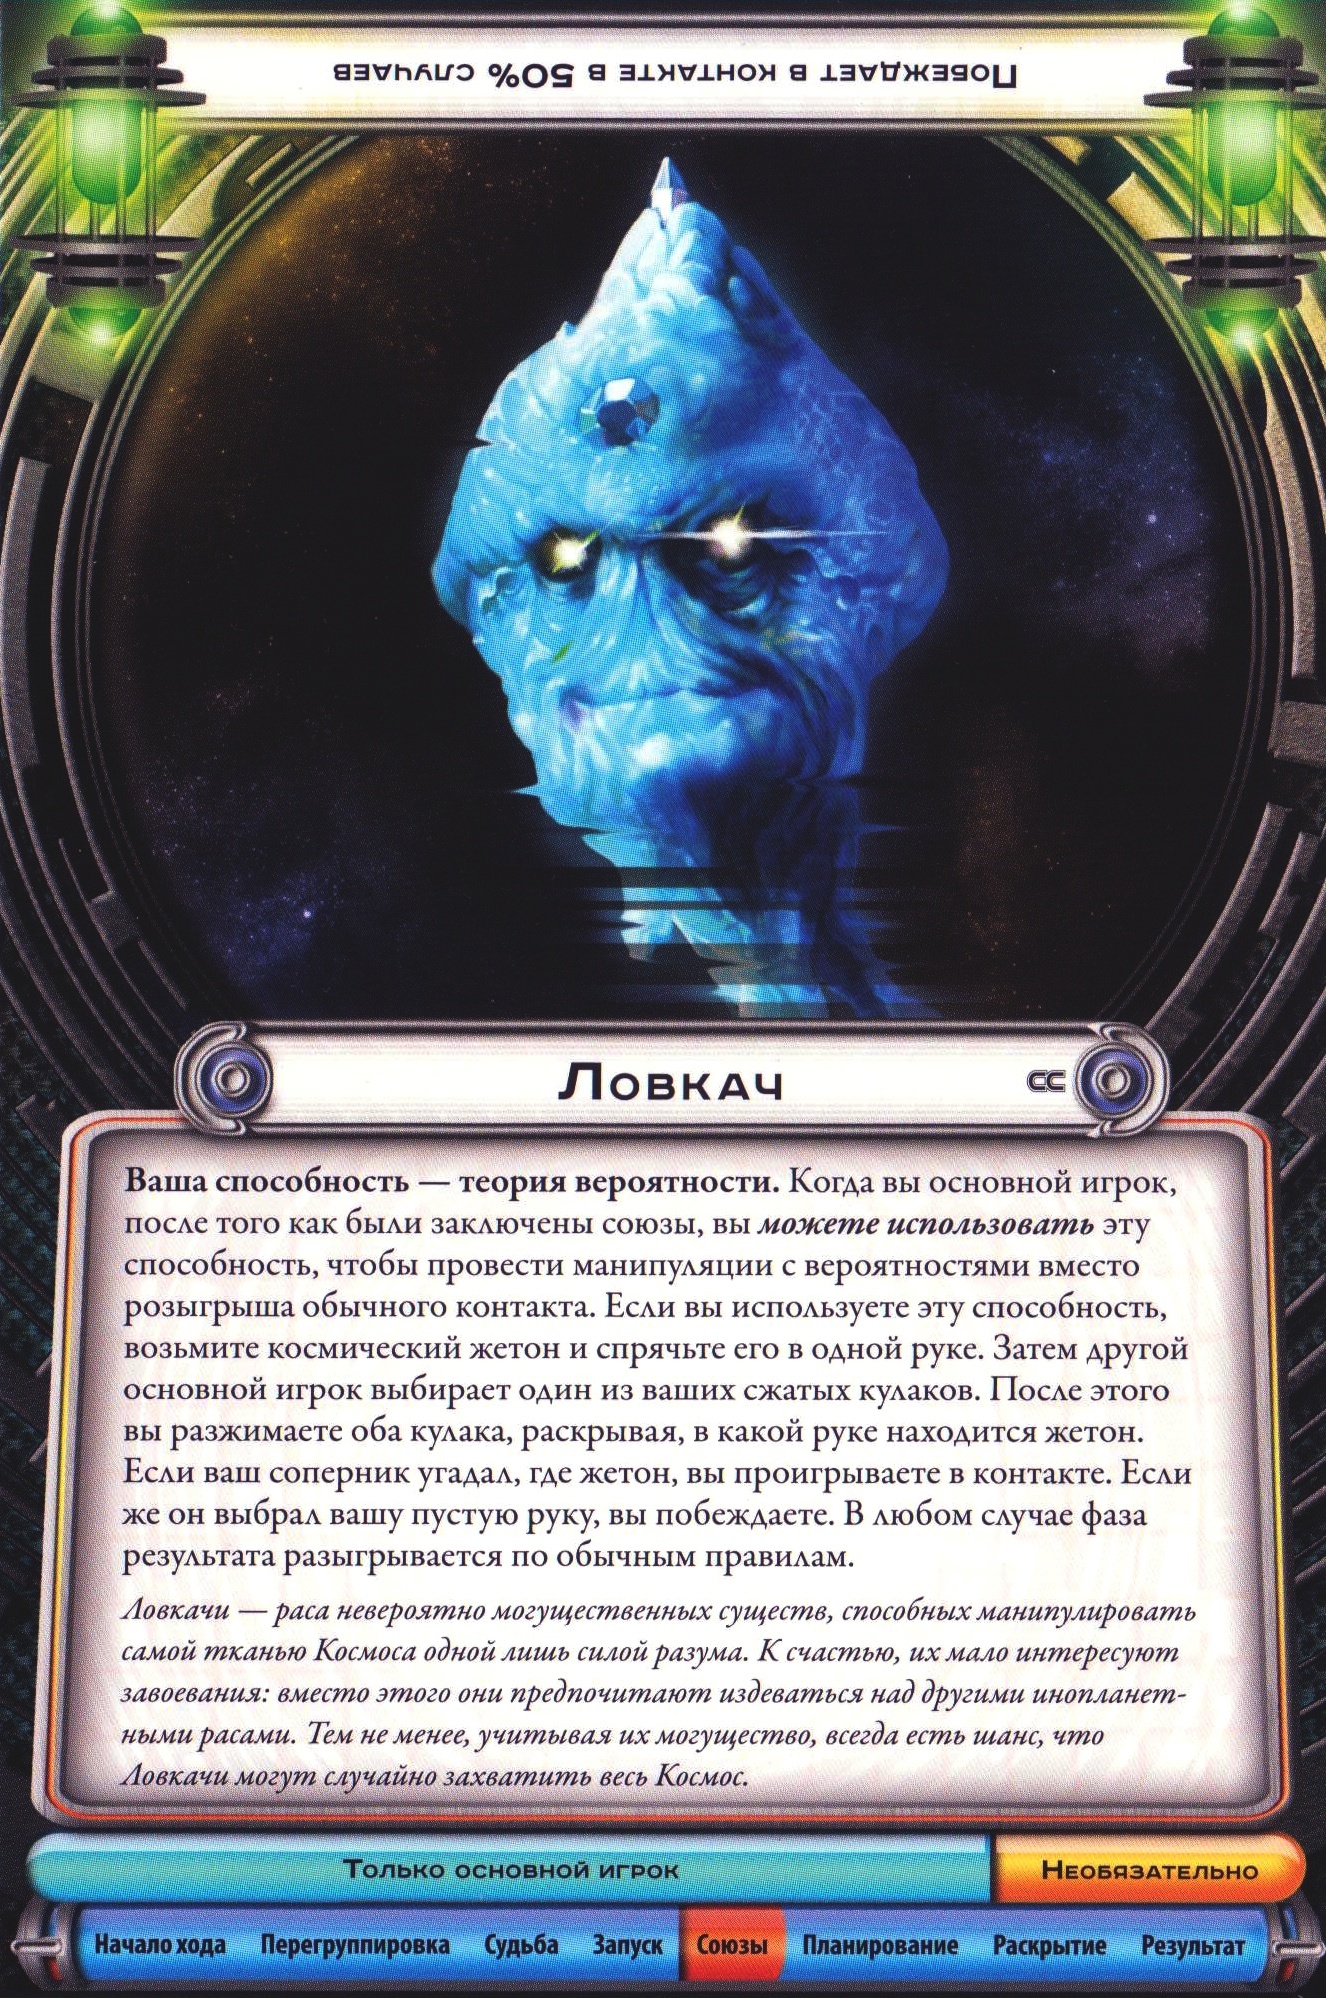 Побеждает в контакте в 50% случаев
Ловкач
CC
Ваша способность — теория вероятности. Когда вы основной игрок,
после того как были заключены союзы, вы можете использовать эту
способность, чтобы провести манипуляции с вероятностями вместо
розыгрыша обычного контакта. Если вы используете эту способность,
возьмите космический жетон и спрячьте его в одной руке. Затем другой
основной игрок выбирает один из ваших сжатых кулаков. После этого
вы разжимаете оба кулака, раскрывая, в какой руке находится жетон.
Если ваш соперник угадал, где жетон, вы проигрываете в контакте. Если
же он выбрал вашу пустую руку, вы побеждаете. В любом случае фаза
результата разыгрывается по обычным правилам.
Ловкачи — раса невероятно могущественных существ, способных манипулировать
самой тканью Космоса одной лишь силой разума. К счастью, их мало интересуют
завоевания: вместо этого они предпочитают издеваться над другими инопланет-
ными расами. Тем не менее, учитывая их могущество, всегда есть шанс, что
Ловкачи могут случайно захватить весь Космос.
Только основной игрок Необязательно
Начало хода Перегруппировка Судьба Запуск Союзы Планирование Раскрытие Результат